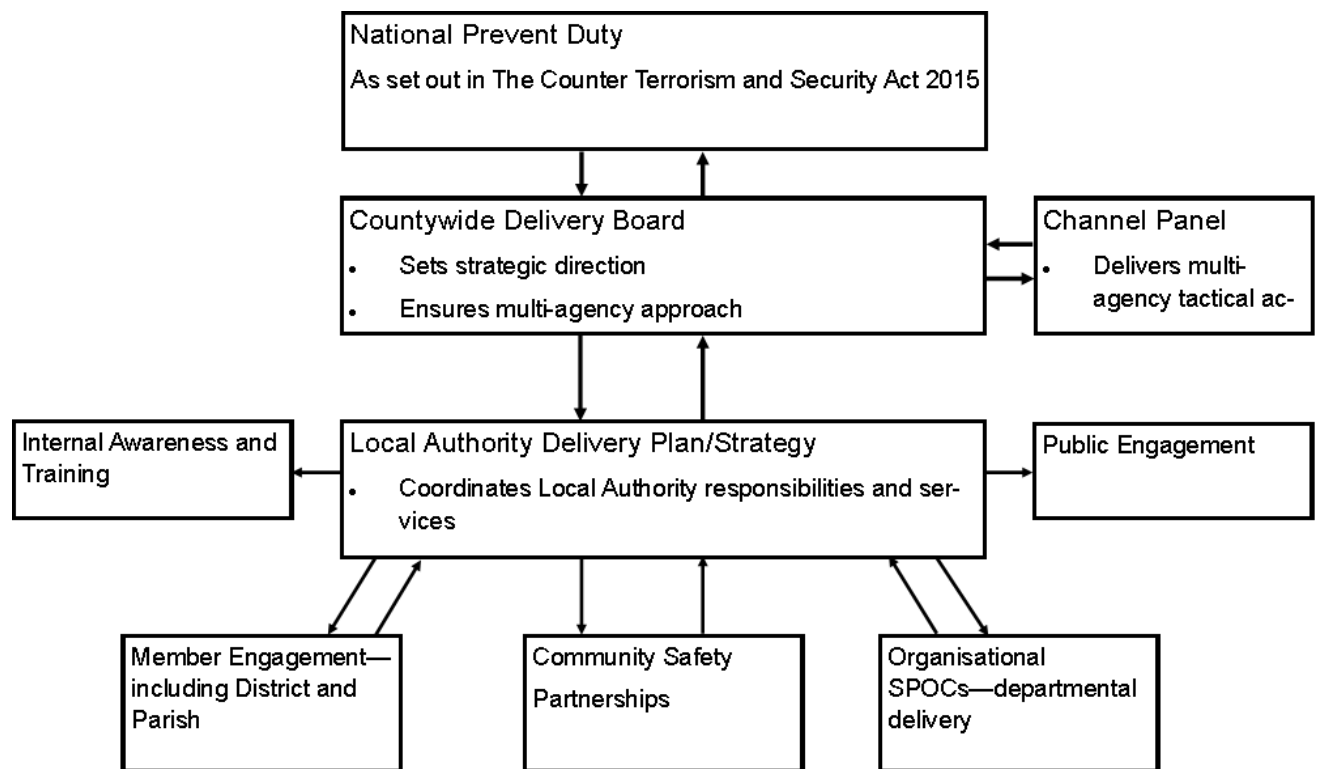 National Prevent Duty
As set out in The Counter Terrorism and Security Act 2015
Countywide Delivery Board
• Sets strategic direction
• Ensures multi-agency approach
Channel Panel
• Delivers multi-
agency tactical ac-
Internal Awareness and
Training
Local Authority Delivery Plan/Strategy
• Coordinates Local Authority responsibilities and ser-
vices
Public Engagement
Member Engagement—
including District and
Parish
Community Safety
Partnerships
Organisational
SPOCs—departmental
delivery